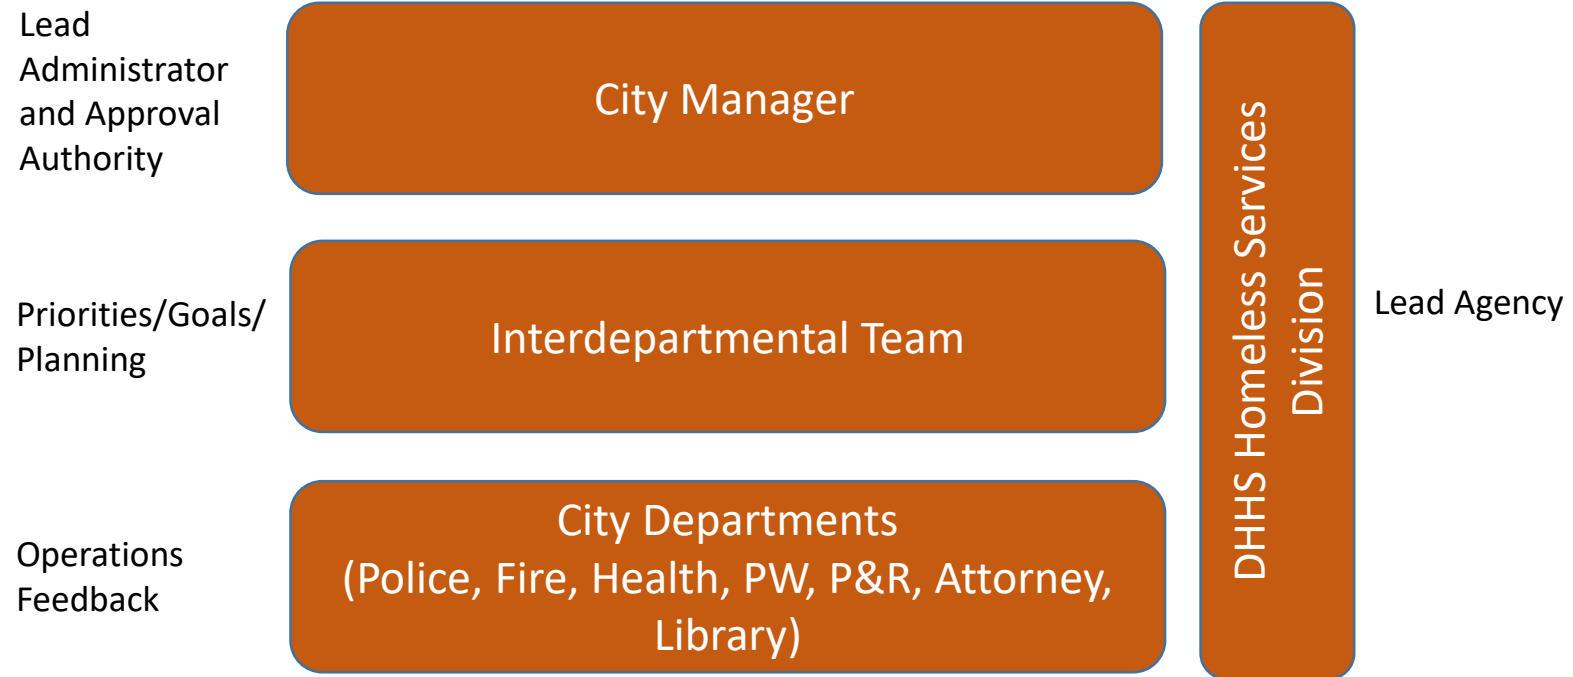 Lead
Administrator
and Approval
Authority
City Manager
Priorities/Goals/
Planning
Interdepartmental Team
Operations
Feedback
City Departments
(Police, Fire, Health, PW, P&R, Attorney,
Library)
DHHS Homeless Services
Division
Lead Agency